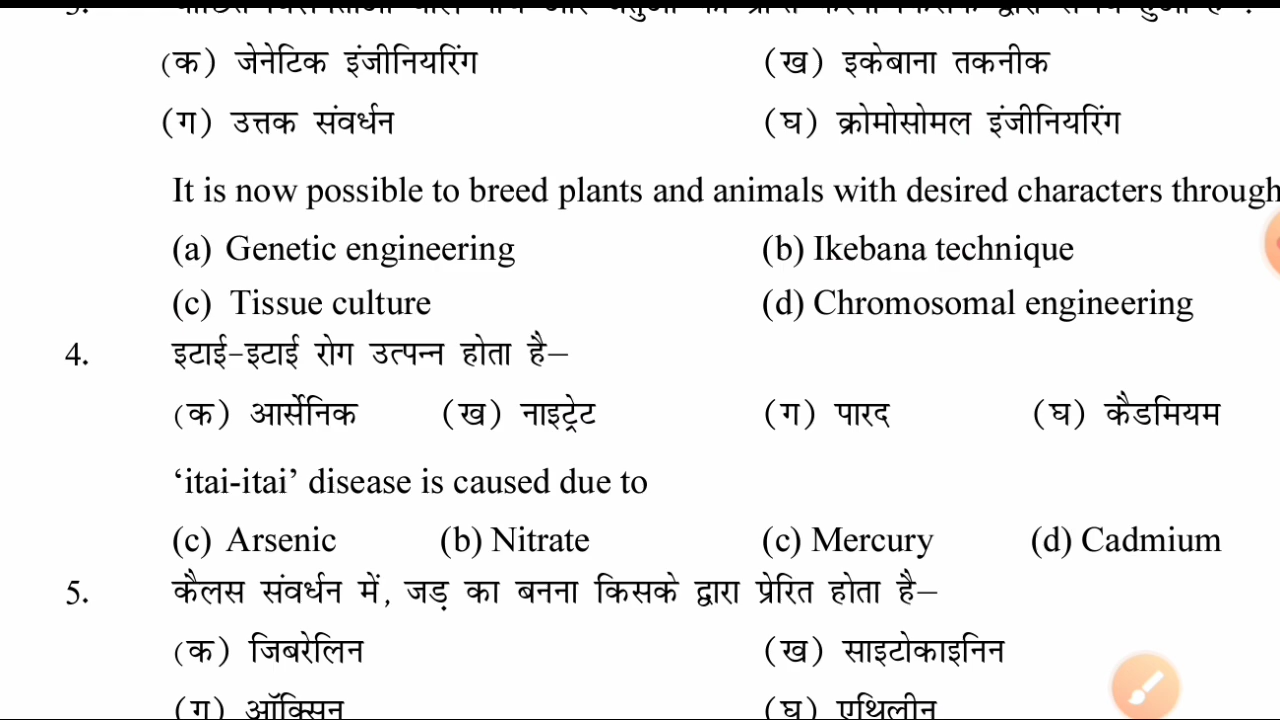 (क) जेनेटिक इंजीनियरिंग (ख) इकेबाना तकनीक
(ग) उत्तक संवर्धन (घ) क्रोमोसोमल इंजीनियरिंग
It is now possible to breed plants and animals with desired characters through
(a) Genetic engineering (b) Ikebana technique
(c) Tissue culture (d) Chromosomal engineering
4. इटाई-इटाई रोग उत्पन्न होता है–
(क) आर्सेनिक (ख) नाइट्रेट (ग) पारद (घ) कैडमियम
‘itai-itai’ disease is caused due to
(c) Arsenic (b) Nitrate (c) Mercury (d) Cadmium
5. कैलस संवर्धन में, जड़ का बनना किसके द्वारा प्रेरित होता है–
(क) जिबरेलिन (ख) साइटोकाइनिन
(ग) ऑक्सिन (घ) एथिलीन